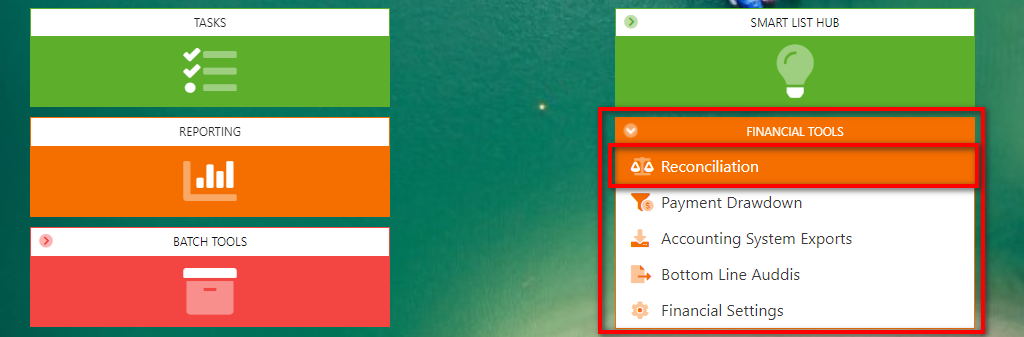 TASKS
SMART LIST HUB
REPORTING
FINANCIAL TOOLS
Reconciliation
Payment Drawdown
BATCH TOOLS
Accounting System Exports
Bottom Line Auddis
Financial Settings